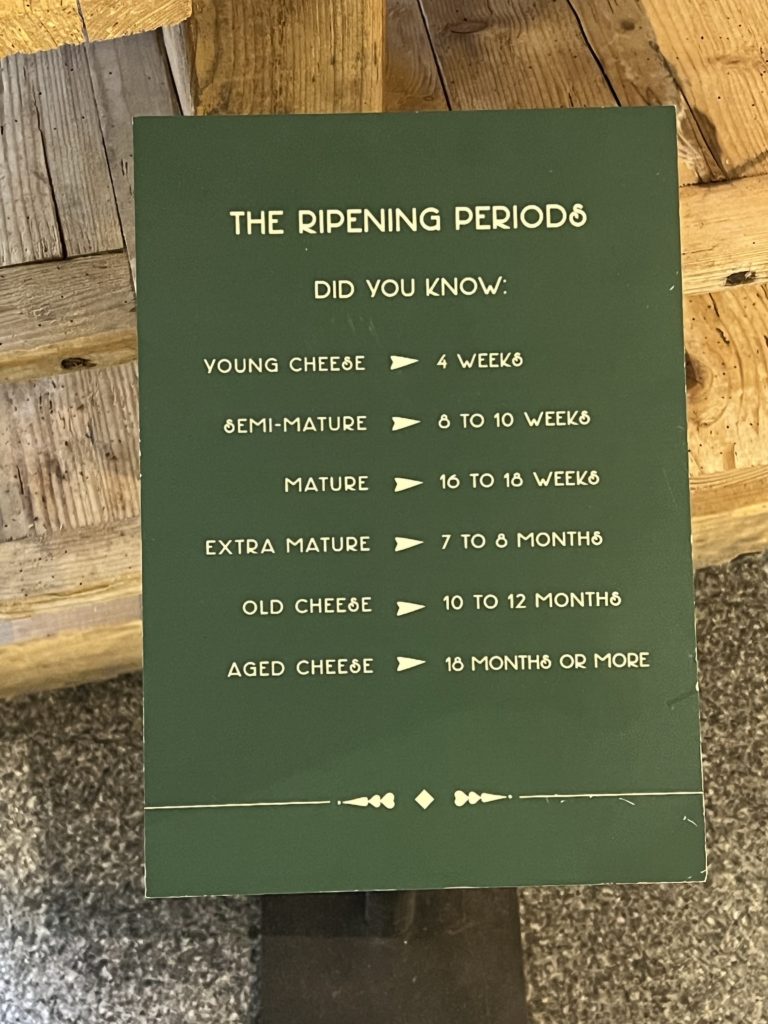 THE RIPENING PERIODS
DID YOU KNOW:
YOUNG CHEESE ➤ 4 WEEKS
SEMI-MATURE ➤ 8 TO 10 WEEKS
MATURE ➤ 16 TO 18 WEEKS
EXTRA MATURE ➤ 7 TO 8 MONTHS
OLD CHEESE ➤ 10 TO 12 MONTHS
AGED CHEESE ➤ 18 MONTHS OR MORE